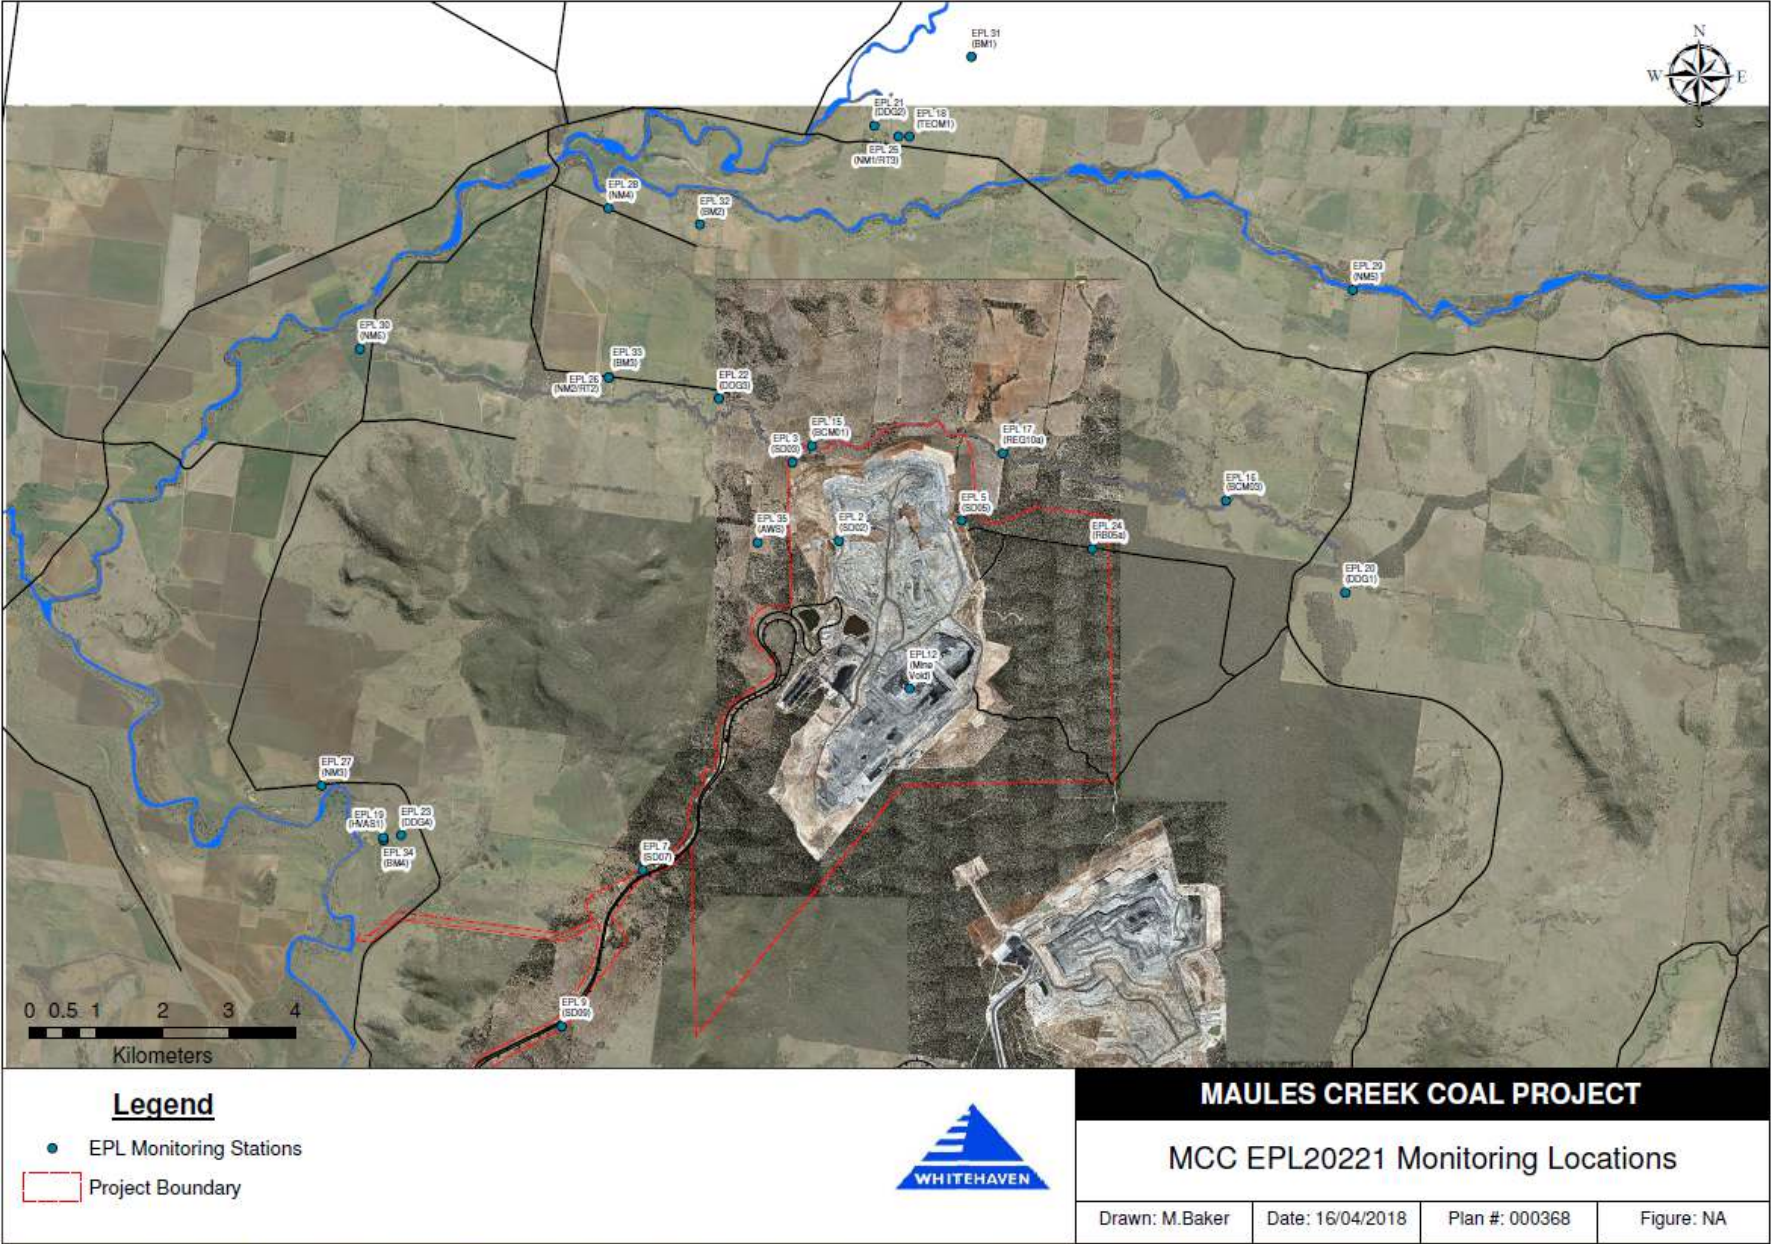 EPL 31
(BM1)
N
W
E
S
EPL 21
(DDG2)
EPL 18
(TEOM1)
EPL 25
(NM1/RT3)
EPL 28
(NM4)
EPL 32
(BM2)
EPL 29
(NM5)
EPL 30
(NM6)
EPL 33
(BM3)
EPL 26
(NM2/RT2)
EPL 22
(DDG3)
EPL 15
(BCM01)
EPL 3
(SD03)
EPL 17
(REG10a)
EPL 16
(BCM03)
EPL 5
(SD05)
EPL 35
(AWS)
EPL 2
(SD02)
EPL 24
(RB05a)
EPL 20
(DDG1)
EPL12
(Mine
Void)
EPL 27
(NM3)
EPL 19
(HVAS1)
EPL 23
(DDG4)
EPL 34
(BM4)
EPL 7
(SD07)
EPL 9
(SD09)
0 0.5 1 2 3 4
Kilometers
Legend
EPL Monitoring Stations
Project Boundary
WHITEHAVEN
MAULES CREEK COAL PROJECT
MCC EPL20221 Monitoring Locations
Drawn: M.Baker
Date: 16/04/2018
Plan #: 000368
Figure: NA